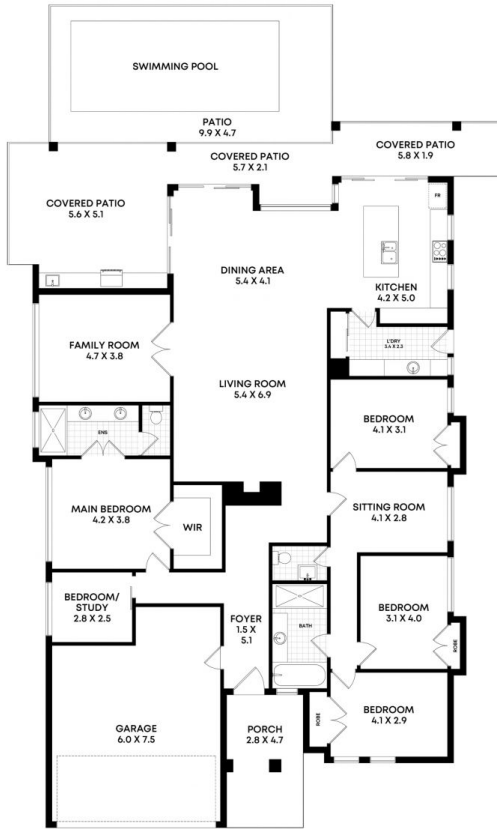 SWIMMING POOL
PATIO
9.9 X 4.7
COVERED PATIO
5.8 X 1.9
COVERED PATIO
5.7 X 2.1
COVERED PATIO
5.6 X 5.1
FR
DINING AREA
5.4 X 4.1
KITCHEN
4.2 X 5.0
FAMILY ROOM
4.7 X 3.8
L'DRY
3.4 X 2.2
LIVING ROOM
5.4 X 6.9
BEDROOM
4.1 X 3.1
ENS
MAIN BEDROOM
4.2 X 3.8
WIR
SITTING ROOM
4.1 X 2.8
BEDROOM/
STUDY
2.8 X 2.5
FOYER
1.5 X
5.1
BATH
BEDROOM
3.1 X 4.0
ROBE
ROBE
BEDROOM
4.1 X 2.9
GARAGE
6.0 X 7.5
PORCH
2.8 X 4.7